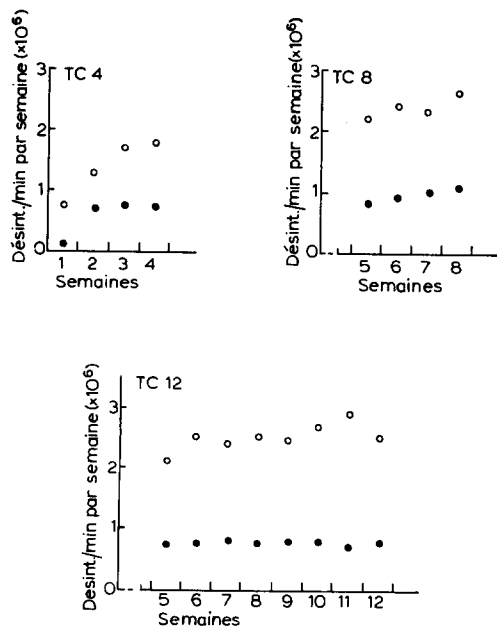 Désint./min par semaine (x10⁶)
3
2
1
0
TC 4
1 2 3 4
Semaines
Désint./min par semaine(x10⁶)
3
2
1
0
TC 8
5 6 7 8
Semaines
Désint./min par semaine(x10⁶)
3
2
1
0
TC 12
5 6 7 8 9 10 11 12
Semaines